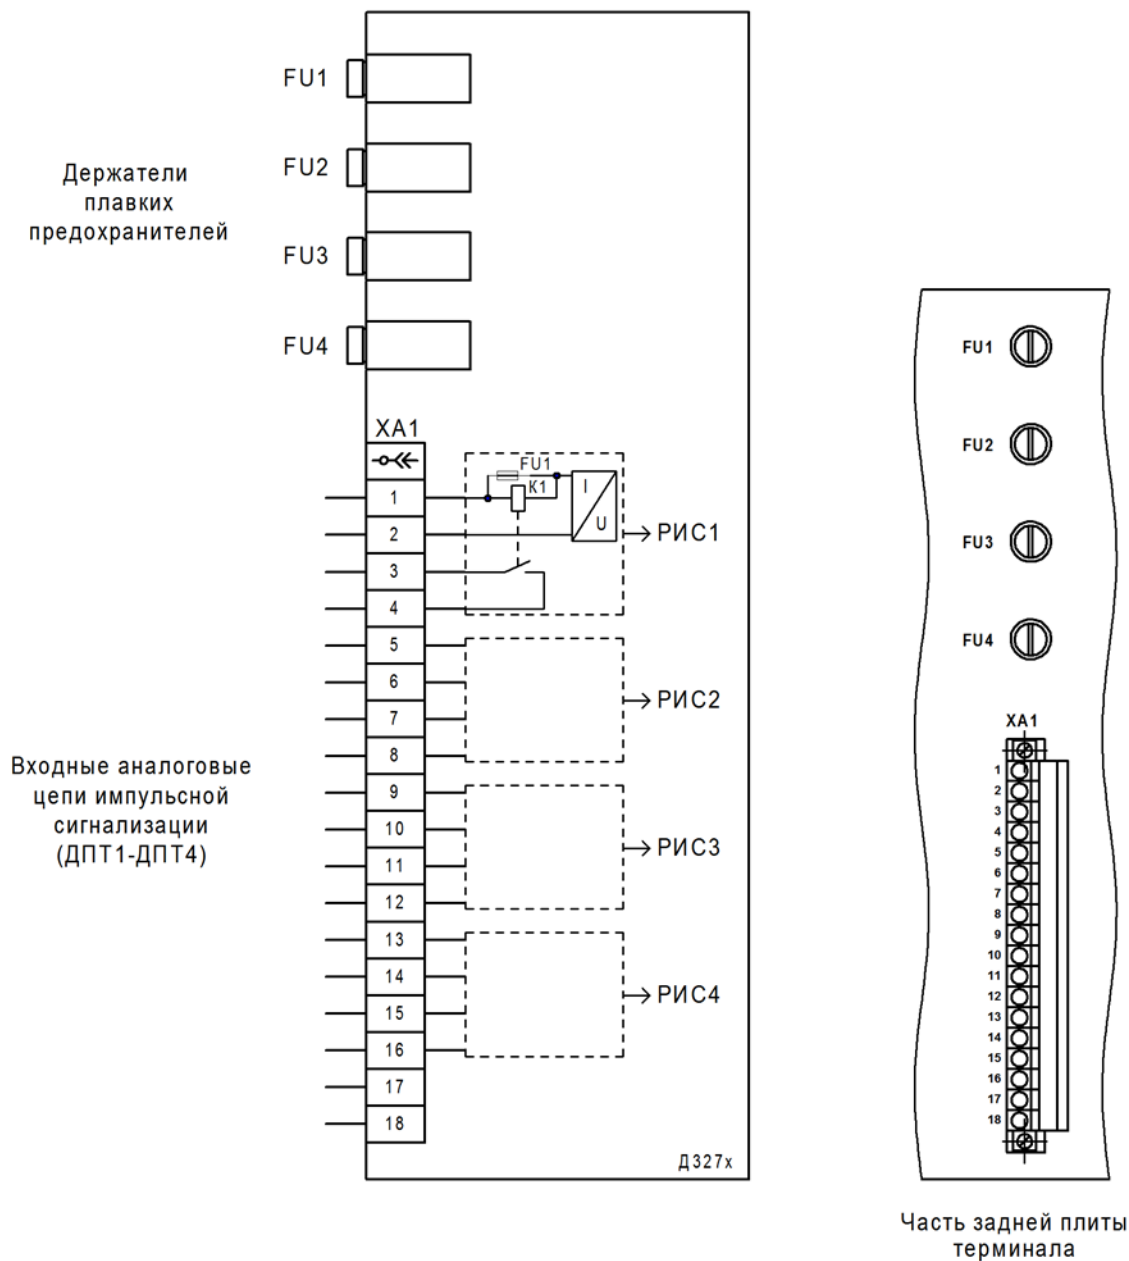 FU1
FU2
Держатели
плавких
предохранителей
FU3
FU4
XA1
FU1
K1
I
U
1
2
3
4
РИС1
5
6
7
8
РИС2
Входные аналоговые
цепи импульсной
сигнализации
(ДПТ1-ДПТ4)
9
10
11
12
РИС3
13
14
15
16
РИС4
17
18
Д327х
FU1
FU2
FU3
FU4
XA1
1
2
3
4
5
6
7
8
9
10
11
12
13
14
15
16
17
18
Часть задней плиты
терминала